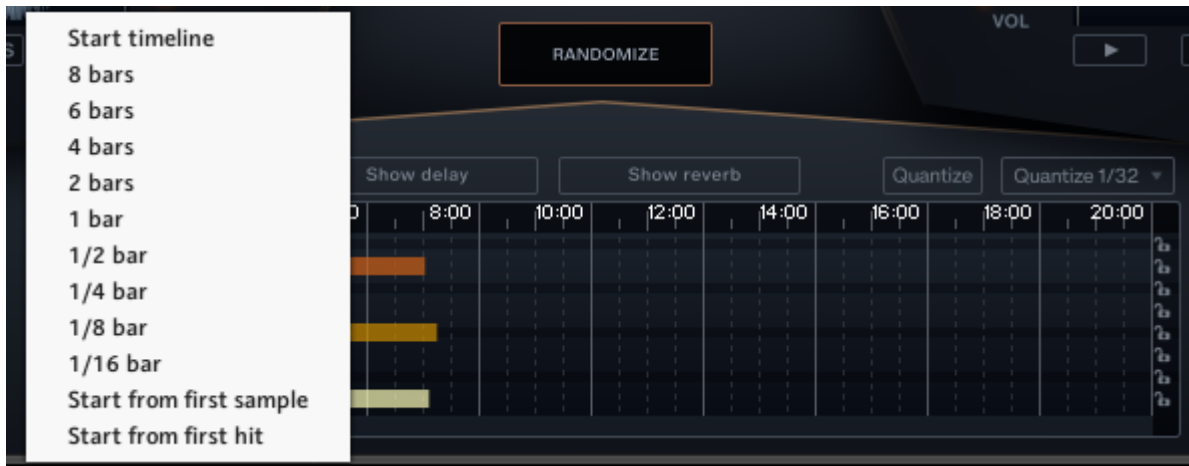 Start timeline
8 bars
6 bars
4 bars
2 bars
1 bar
1/2 bar
1/4 bar
1/8 bar
1/16 bar
Start from first sample
Start from first hit
RANDOMIZE
VOL
Show delay
Show reverb
Quantize
Quantize 1/32
8:00 10:00 12:00 14:00 16:00 18:00 20:00